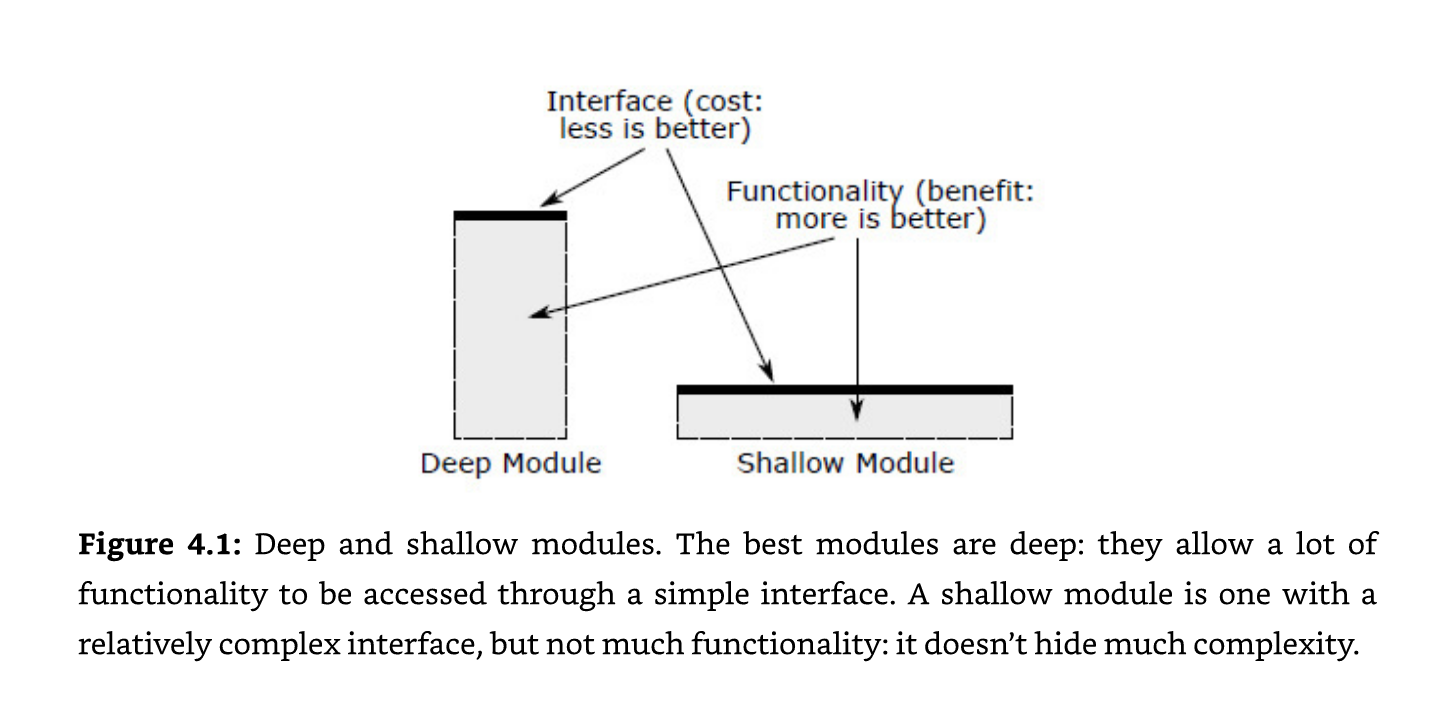 Interface (cost:
less is better)
Functionality (benefit:
more is better)
Deep Module
Shallow Module
Figure 4.1: Deep and shallow modules. The best modules are deep: they allow a lot of
functionality to be accessed through a simple interface. A shallow module is one with a
relatively complex interface, but not much functionality: it doesn’t hide much complexity.